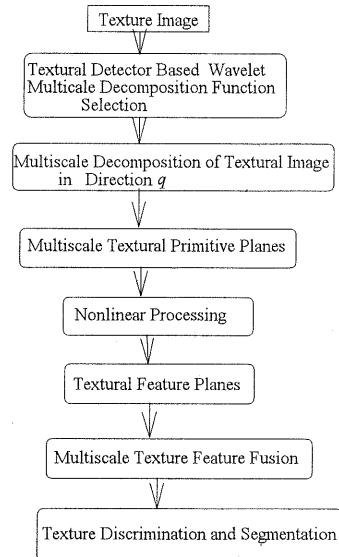 Texture Image
Textural Detector Based Wavelet
Multicale Decomposition Function
Selection
Multiscale Decomposition of Textural Image
in Direction q
Multiscale Textural Primitive Planes
Nonlinear Processing
Textural Feature Planes
Multiscale Texture Feature Fusion
Texture Discrimination and Segmentation